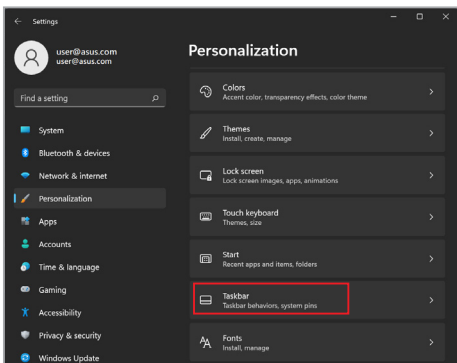 Settings
user@asus.com
user@asus.com
Find a setting
System
Bluetooth & devices
Network & internet
Personalization
Apps
Accounts
Time & language
Gaming
Accessibility
Privacy & security
Windows Update
Personalization
Colors
Accent color, transparency effects, color theme
Themes
Install, create, manage
Lock screen
Lock screen images, apps, animations
Touch keyboard
Themes, size
Start
Recent apps and items, folders
Taskbar
Taskbar behaviors, system pins
Fonts
Install, manage